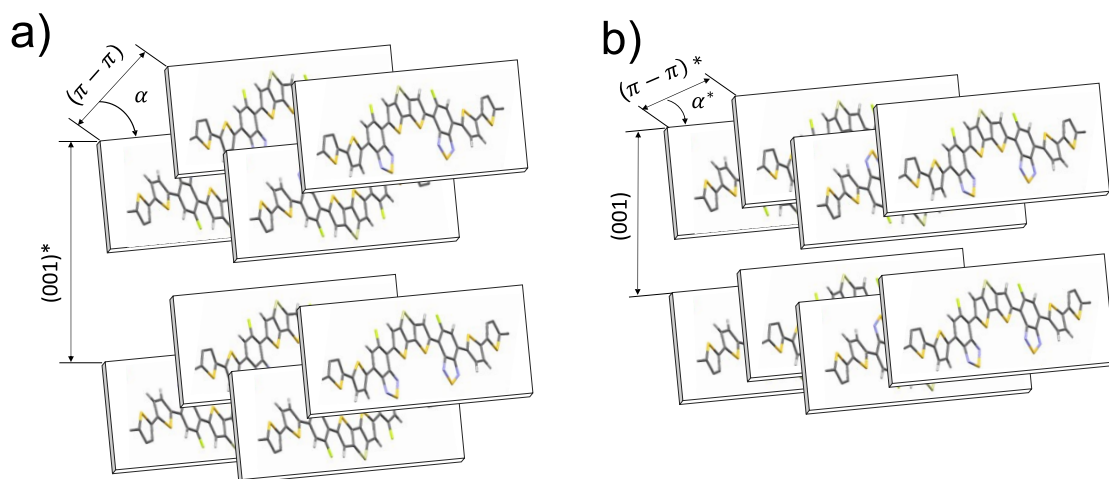 a)
(π − π)
α
(001)*
b)
(π − π) *
α*
(001)